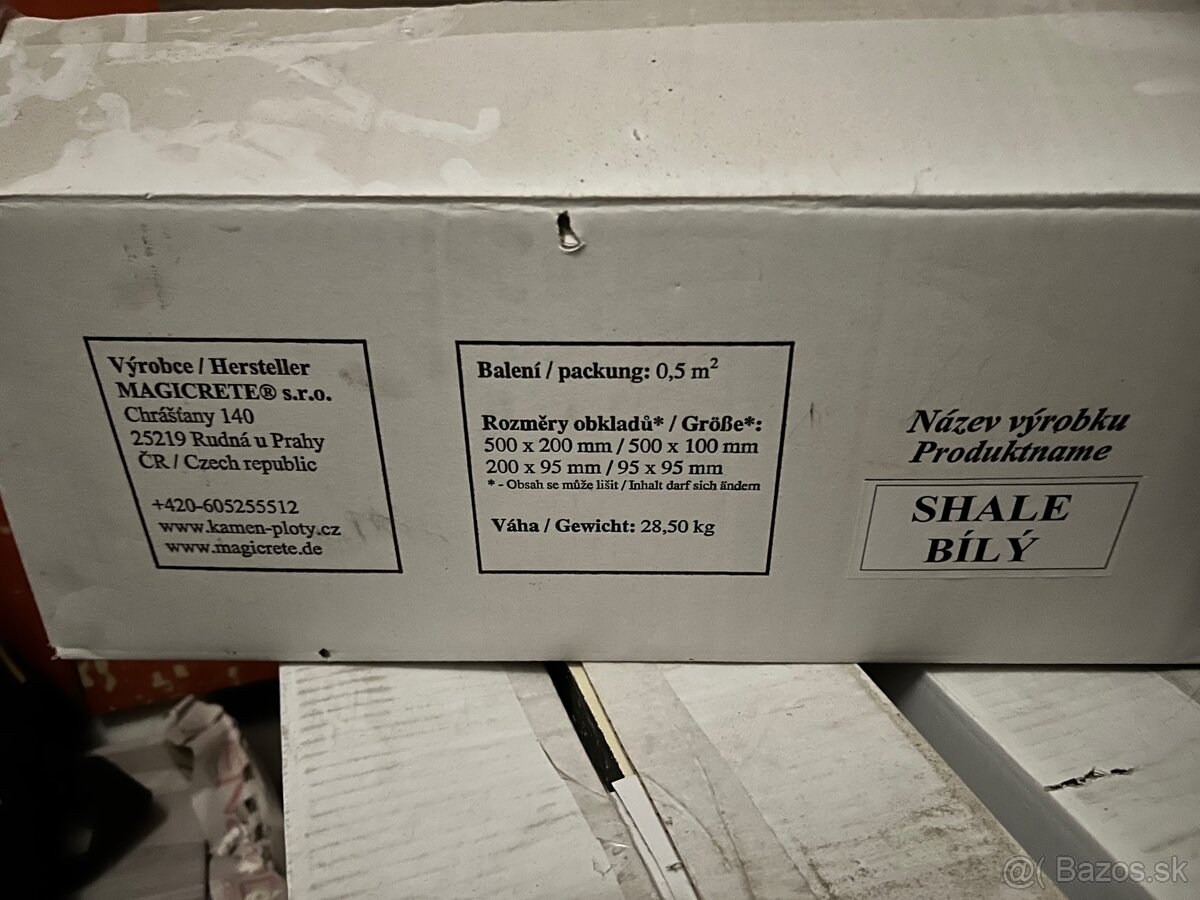 Výrobce / Hersteller
MAGICRETE® s.r.o.
Chrášťany 140
25219 Rudná u Prahy
ČR / Czech republic
+420-605255512
www.kamen-ploty.cz
www.magicrete.de
Balení / packung: 0,5 m²
Rozměry obkladů* / Größe*:
500 x 200 mm / 500 x 100 mm
200 x 95 mm / 95 x 95 mm
* - Obsah se může lišit / Inhalt darf sich ändern
Váha / Gewicht: 28,50 kg
Název výrobku
Produktname
SHALE
BÍLÝ
@( Bazos.sk